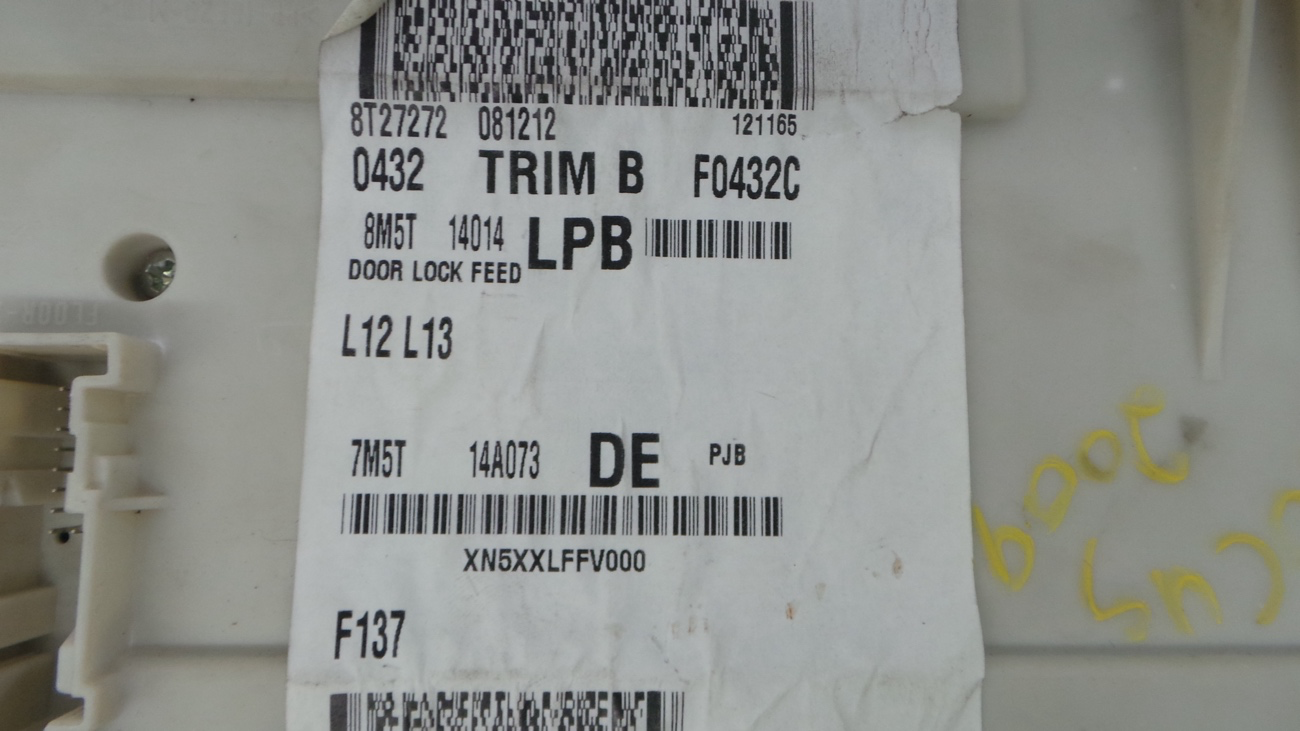 8T27272 081212 121165
0432 TRIM B F0432C
8M5T 14014 LPB
DOOR LOCK FEED
L12 L13
7M5T 14A073 DE PJB
XN5XXLFFV000
F137
2009